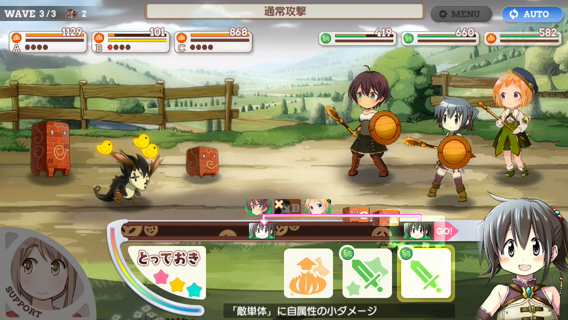 WAVE 3/3 2
通常攻撃
MENU
AUTO
1129
101
868
419
660
582
A
B
C
GO!
とっておき
SUPPORT
「敵単体」に自属性の小ダメージ